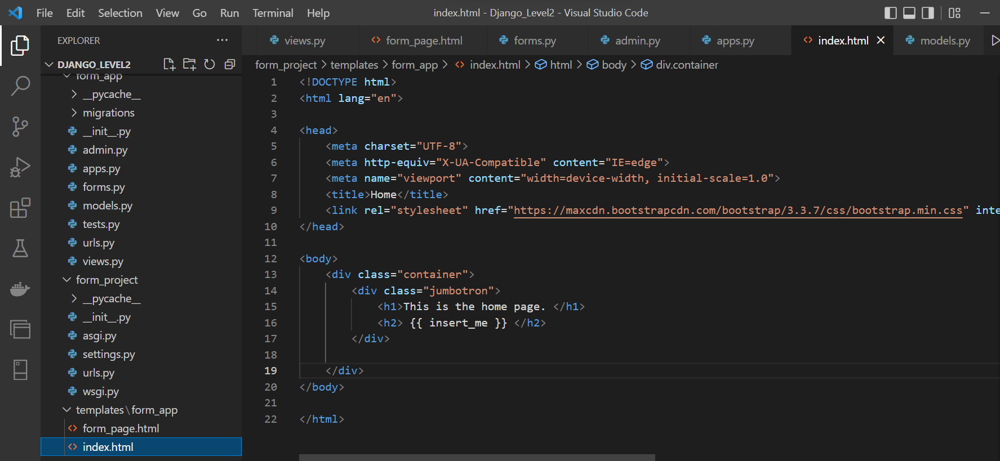 File Edit Selection View Go Run Terminal Help index.html - Django_Level2 - Visual Studio Code
EXPLORER
views.py form_page.html forms.py admin.py apps.py index.html models.py
DJANGO_LEVEL2
form_project > templates > form_app > index.html > html > body > div.container
form_app
__pycache__
migrations
__init__.py
admin.py
apps.py
forms.py
models.py
tests.py
urls.py
views.py
form_project
__pycache__
__init__.py
asgi.py
settings.py
urls.py
wsgi.py
templates\form_app
form_page.html
index.html
1 <!DOCTYPE html>
2 <html lang="en">
3
4 <head>
5     <meta charset="UTF-8">
6     <meta http-equiv="X-UA-Compatible" content="IE=edge">
7     <meta name="viewport" content="width=device-width, initial-scale=1.0">
8     <title>Home</title>
9     <link rel="stylesheet" href="https://maxcdn.bootstrapcdn.com/bootstrap/3.3.7/css/bootstrap.min.css" inte
10 </head>
11
12 <body>
13     <div class="container">
14         <div class="jumbotron">
15             <h1>This is the home page. </h1>
16             <h2> {{ insert_me }} </h2>
17         </div>
18
19     </div>
20 </body>
21
22 </html>